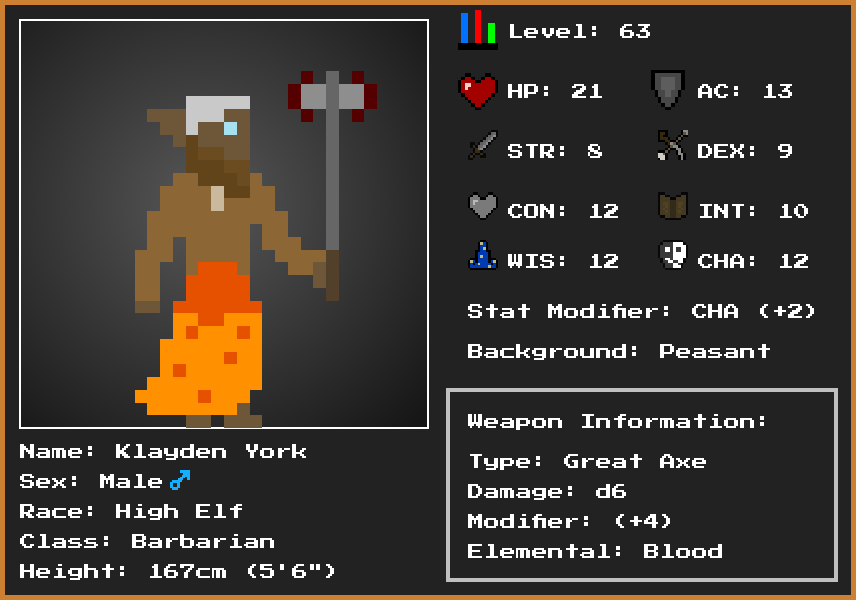 Level: 63
HP: 21
AC: 13
STR: 8
DEX: 9
CON: 12
INT: 10
WIS: 12
CHA: 12
Stat Modifier: CHA (+2)
Background: Peasant
Weapon Information:
Type: Great Axe
Damage: d6
Modifier: (+4)
Elemental: Blood
Name: Klayden York
Sex: Male♂
Race: High Elf
Class: Barbarian
Height: 167cm (5'6")